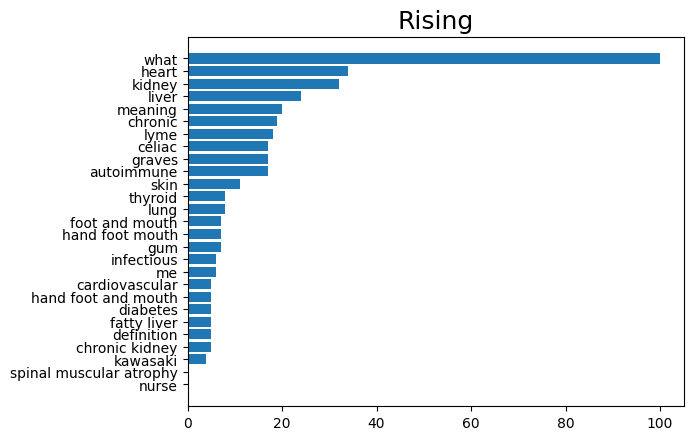 Rising
what
heart
kidney
liver
meaning
chronic
lyme
celiac
graves
autoimmune
skin
thyroid
lung
foot and mouth
hand foot mouth
gum
infectious
me
cardiovascular
hand foot and mouth
diabetes
fatty liver
definition
chronic kidney
kawasaki
spinal muscular atrophy
nurse
0 20 40 60 80 100